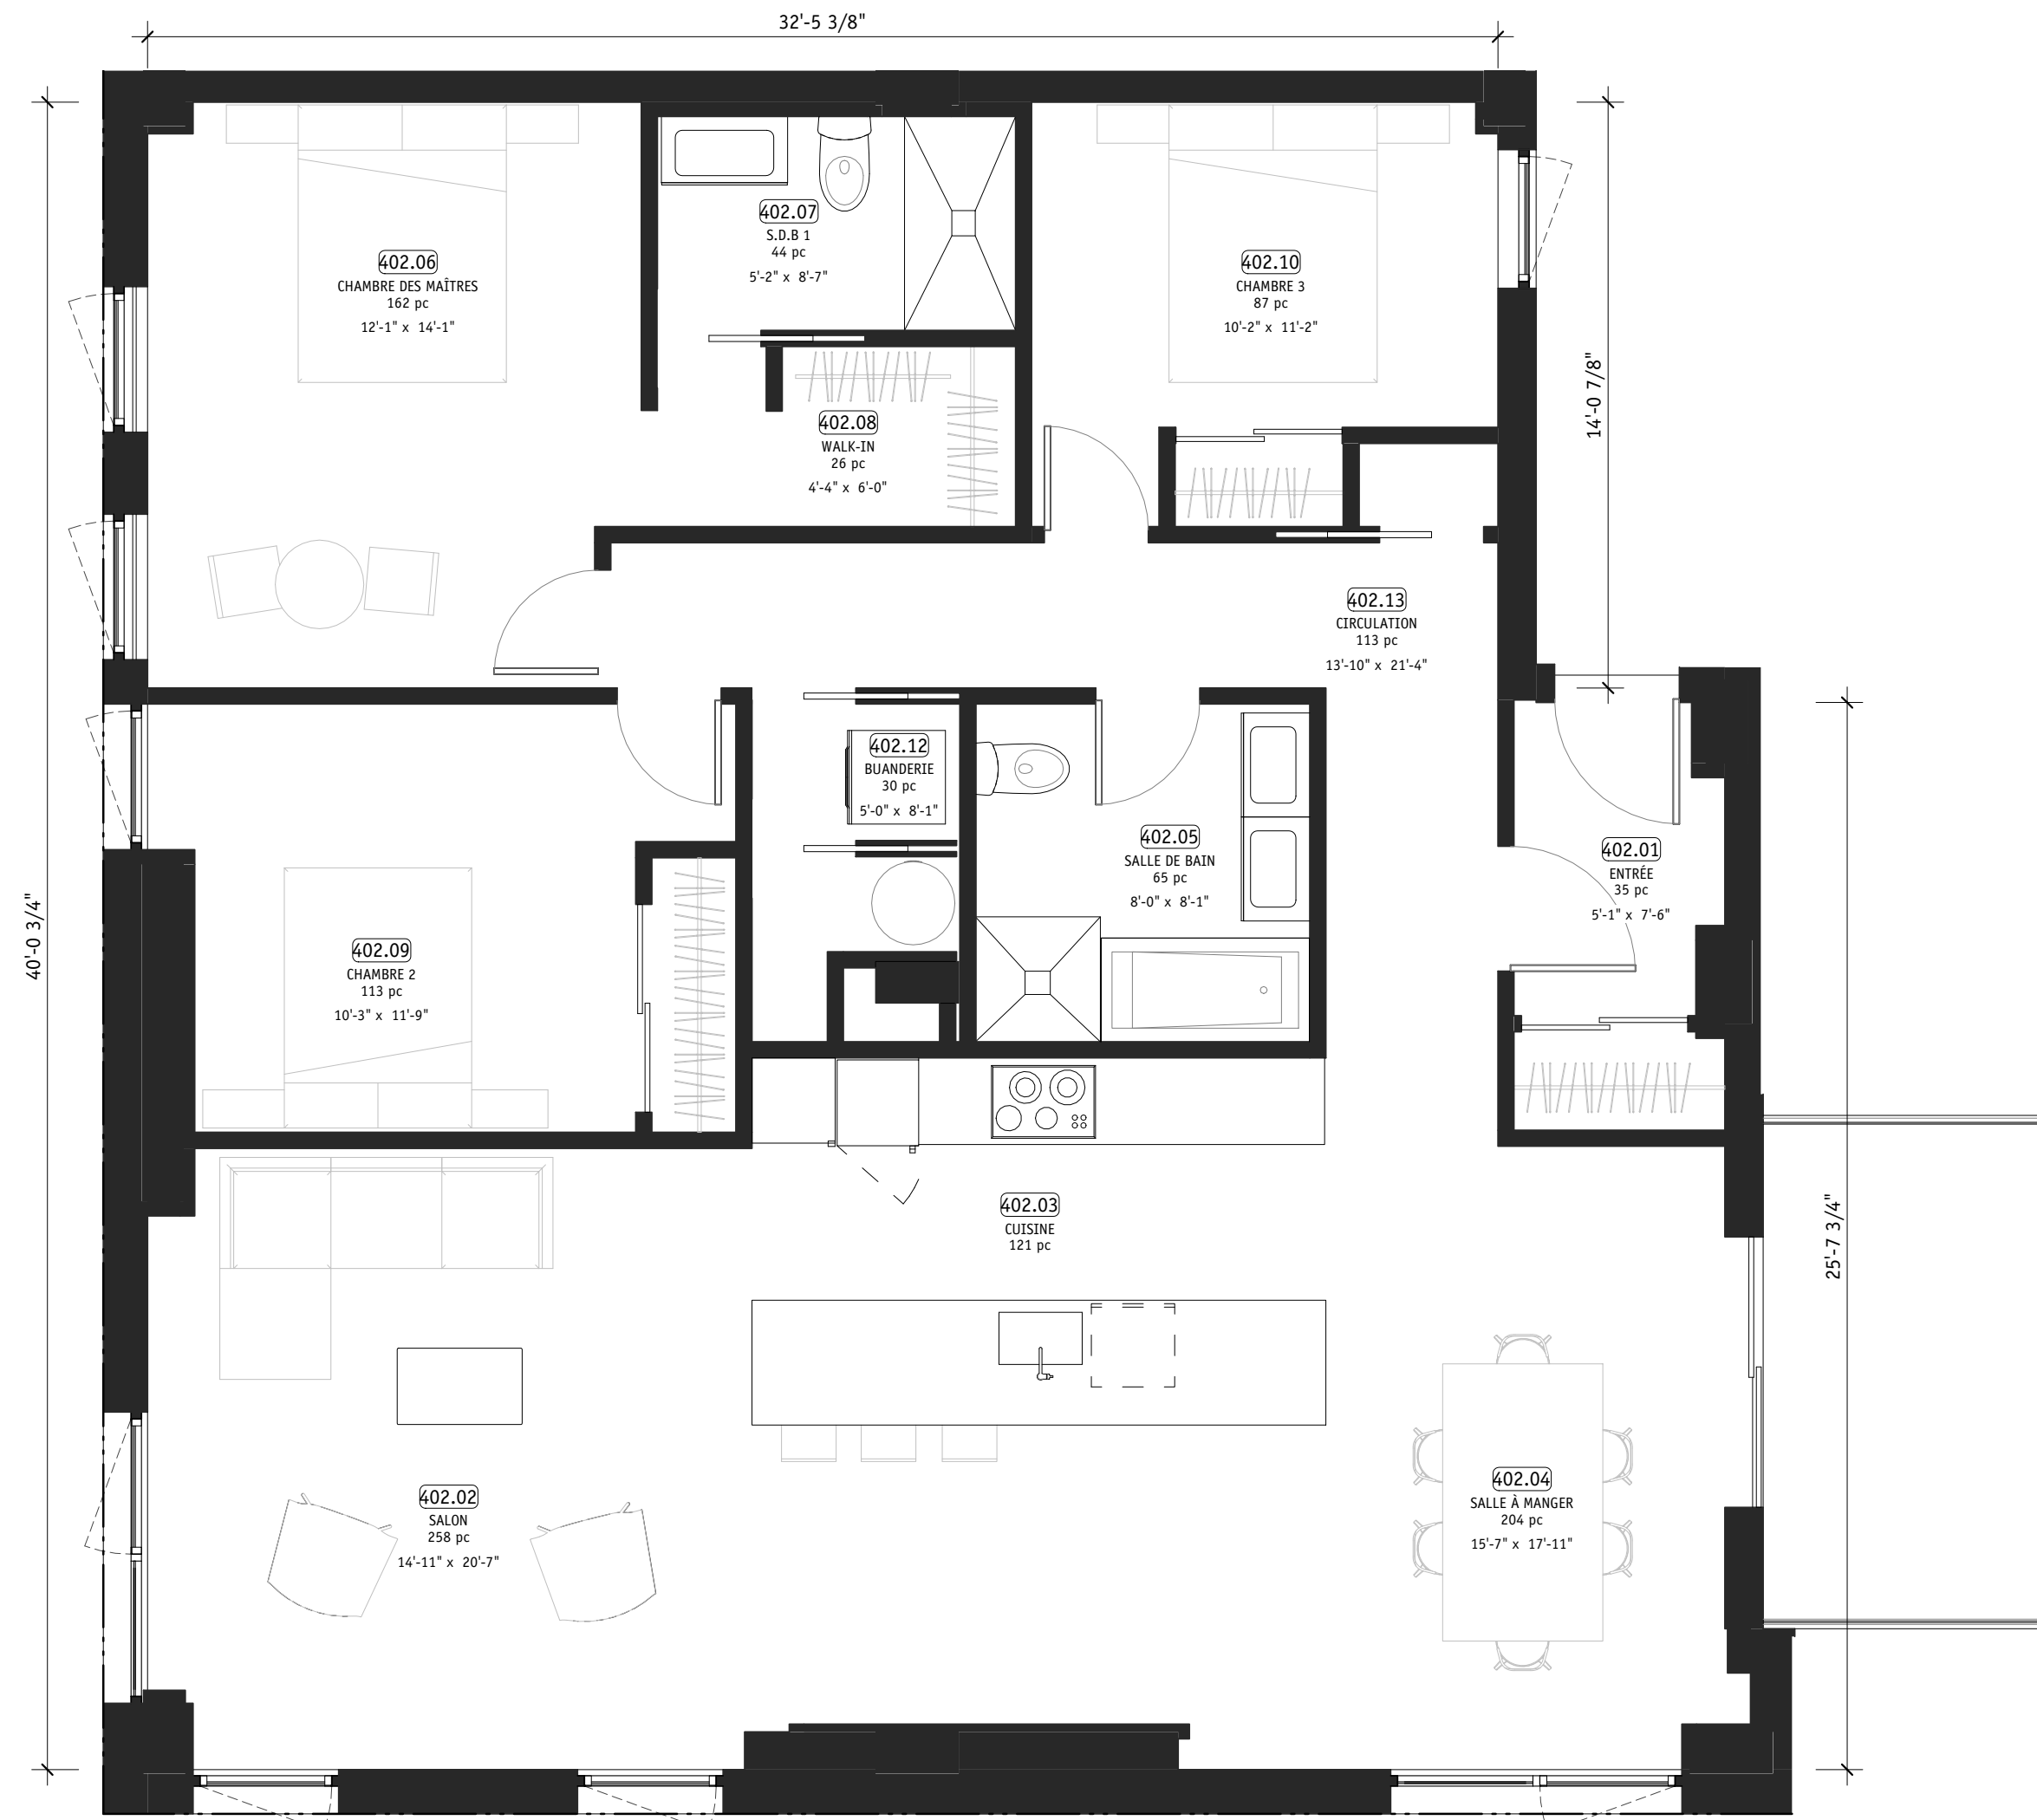 32'-5 3/8"
402.07
S.D.B 1
44 pc
5'-2" x 8'-7"
402.06
CHAMBRE DES MAÎTRES
162 pc
12'-1" x 14'-1"
402.10
CHAMBRE 3
87 pc
10'-2" x 11'-2"
14'-0 7/8"
402.08
WALK-IN
26 pc
4'-4" x 6'-0"
402.13
CIRCULATION
113 pc
13'-10" x 21'-4"
402.12
BUANDERIE
30 pc
5'-0" x 8'-1"
402.05
SALLE DE BAIN
65 pc
8'-0" x 8'-1"
402.01
ENTRÉE
35 pc
5'-1" x 7'-6"
40'-0 3/4"
402.09
CHAMBRE 2
113 pc
10'-3" x 11'-9"
402.03
CUISINE
121 pc
25'-7 3/4"
402.02
SALON
258 pc
14'-11" x 20'-7"
402.04
SALLE À MANGER
204 pc
15'-7" x 17'-11"